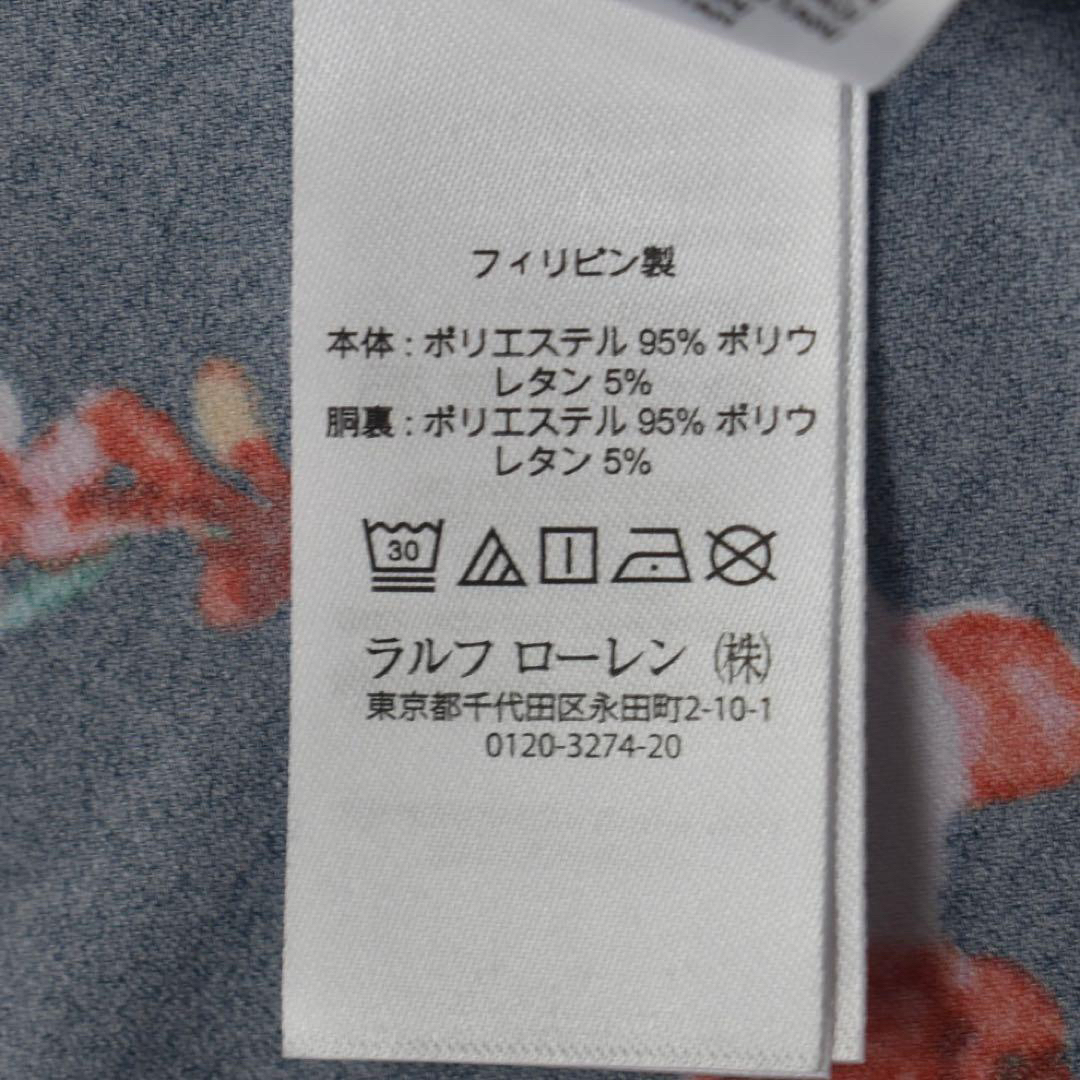 フィリピン製
本体 : ポリエステル 95% ポリウ
レタン 5%
胴裏 : ポリエステル 95% ポリウ
レタン 5%
30
ラルフ ローレン ㈱
東京都千代田区永田町2-10-1
0120-3274-20